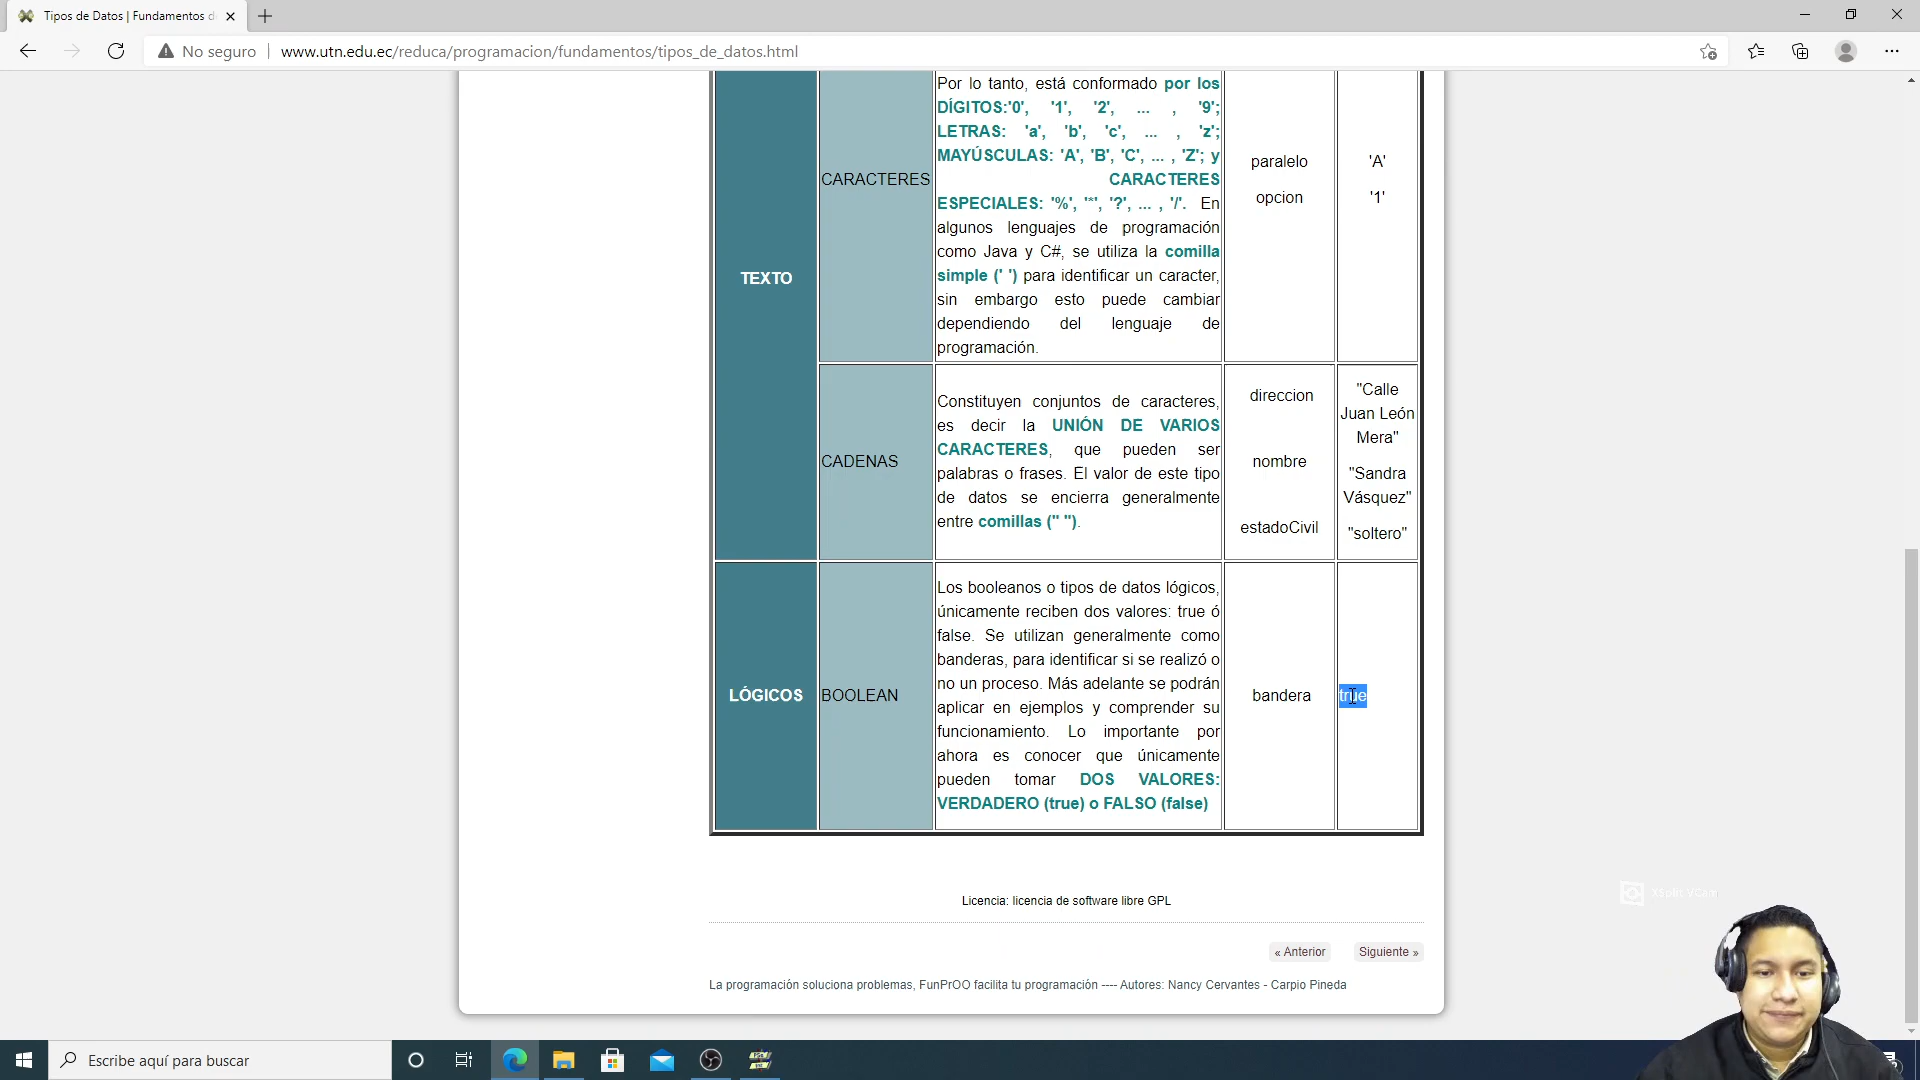 Tipos de Datos | Fundamentos d
No seguro
www.utn.edu.ec/reduca/programacion/fundamentos/tipos_de_datos.html
TEXTO
CARACTERES
Por lo tanto, está conformado por los
DÍGITOS:'0', '1', '2', ... , '9';
LETRAS: 'a', 'b', 'c', ... , 'z';
MAYÚSCULAS: 'A', 'B', 'C', ... , 'Z'; y
CARACTERES
ESPECIALES: '%', '*', '?', ... , '/'. En
algunos lenguajes de programación
como Java y C#, se utiliza la comilla
simple (' ') para identificar un caracter,
sin embargo esto puede cambiar
dependiendo del lenguaje de
programación.
paralelo
opcion
'A'
'1'
CADENAS
Constituyen conjuntos de caracteres,
es decir la UNIÓN DE VARIOS
CARACTERES, que pueden ser
palabras o frases. El valor de este tipo
de datos se encierra generalmente
entre comillas (" ").
direccion
nombre
estadoCivil
"Calle
Juan León
Mera"
"Sandra
Vásquez"
"soltero"
LÓGICOS
BOOLEAN
Los booleanos o tipos de datos lógicos,
únicamente reciben dos valores: true ó
false. Se utilizan generalmente como
banderas, para identificar si se realizó o
no un proceso. Más adelante se podrán
aplicar en ejemplos y comprender su
funcionamiento. Lo importante por
ahora es conocer que únicamente
pueden tomar DOS VALORES:
VERDADERO (true) o FALSO (false)
bandera
true
Licencia: licencia de software libre GPL
« Anterior
Siguiente »
La programación soluciona problemas, FunPrOO facilita tu programación ---- Autores: Nancy Cervantes - Carpio Pineda
XSplit VCam
Escribe aquí para buscar